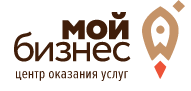 мой
бизнес
центр оказания услуг